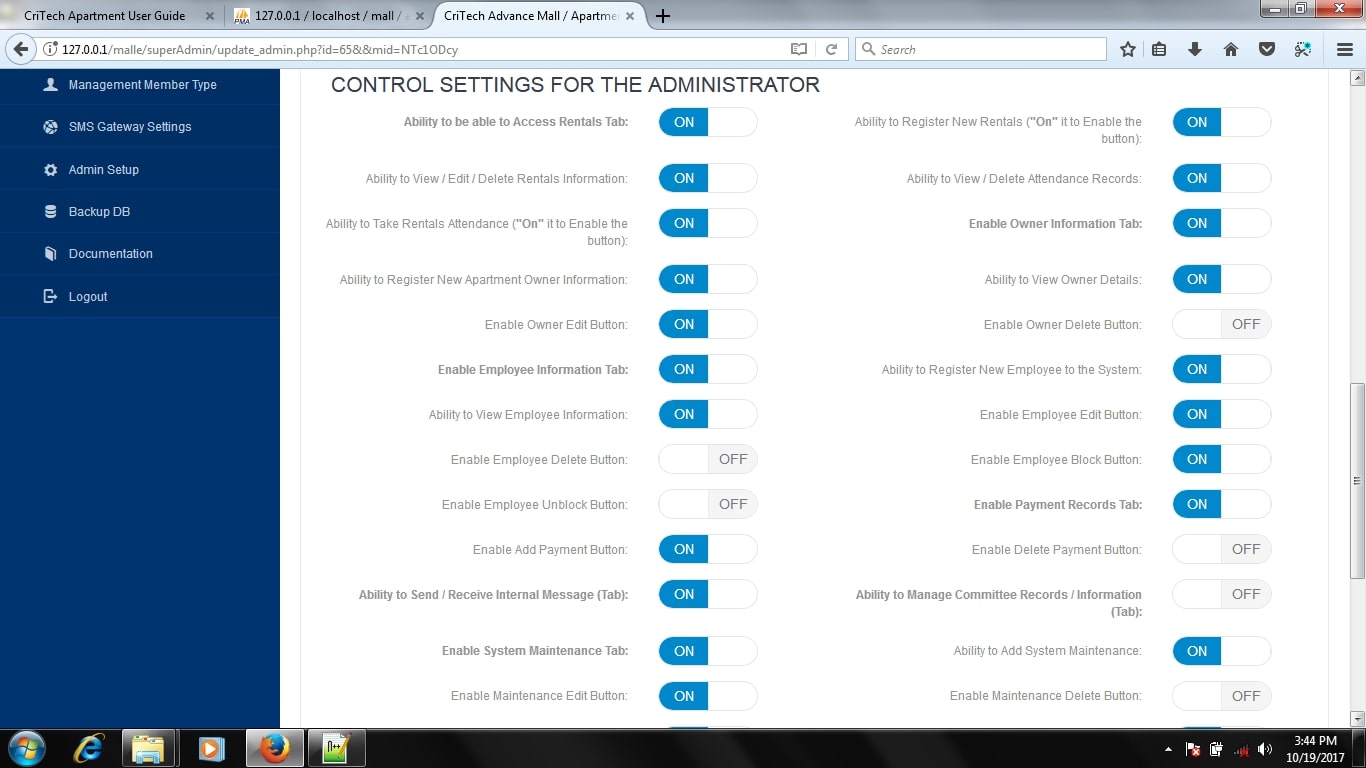 CriTech Apartment User Guide
127.0.0.1 / localhost / mall / a
CriTech Advance Mall / Apartmen
127.0.0.1/malle/superAdmin/update_admin.php?id=65&&mid=NTc1ODcy
Search
Management Member Type
SMS Gateway Settings
Admin Setup
Backup DB
Documentation
Logout
CONTROL SETTINGS FOR THE ADMINISTRATOR
Ability to be able to Access Rentals Tab: ON
Ability to Register New Rentals ("On" it to Enable the
button): ON
Ability to View / Edit / Delete Rentals Information: ON
Ability to View / Delete Attendance Records: ON
Ability to Take Rentals Attendance ("On" it to Enable the
button): ON
Enable Owner Information Tab: ON
Ability to Register New Apartment Owner Information: ON
Ability to View Owner Details: ON
Enable Owner Edit Button: ON
Enable Owner Delete Button: OFF
Enable Employee Information Tab: ON
Ability to Register New Employee to the System: ON
Ability to View Employee Information: ON
Enable Employee Edit Button: ON
Enable Employee Delete Button: OFF
Enable Employee Block Button: ON
Enable Employee Unblock Button: OFF
Enable Payment Records Tab: ON
Enable Add Payment Button: ON
Enable Delete Payment Button: OFF
Ability to Send / Receive Internal Message (Tab): ON
Ability to Manage Committee Records / Information
(Tab): OFF
Enable System Maintenance Tab: ON
Ability to Add System Maintenance: ON
Enable Maintenance Edit Button: ON
Enable Maintenance Delete Button: OFF
3:44 PM
10/19/2017